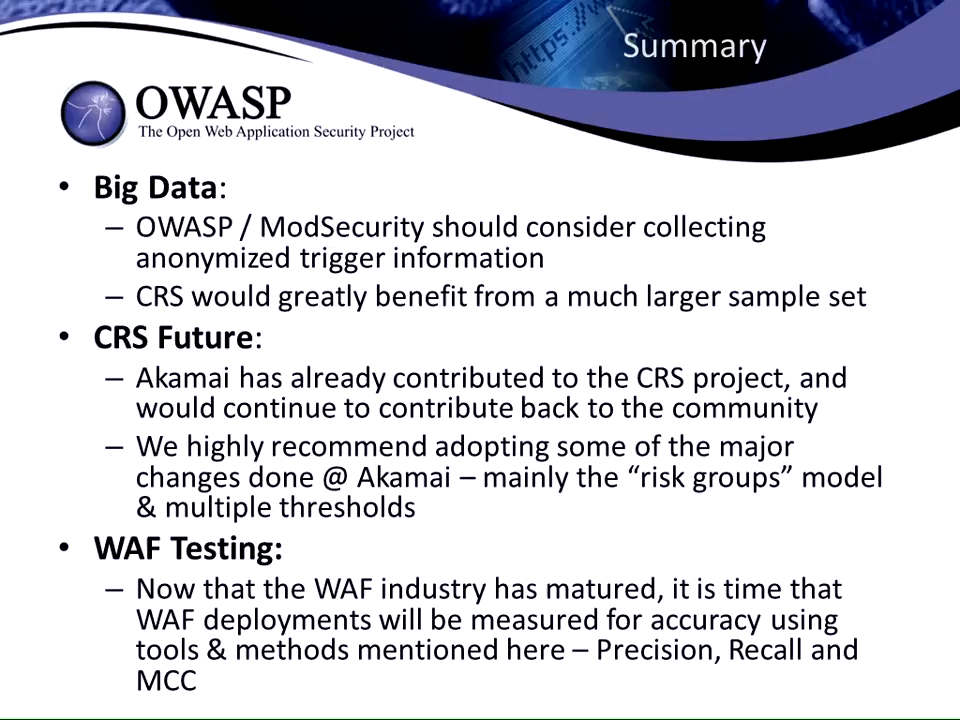 https://w
Summary
OWASP
The Open Web Application Security Project
• Big Data:
– OWASP / ModSecurity should consider collecting
anonymized trigger information
– CRS would greatly benefit from a much larger sample set
• CRS Future:
– Akamai has already contributed to the CRS project, and
would continue to contribute back to the community
– We highly recommend adopting some of the major
changes done @ Akamai – mainly the “risk groups” model
& multiple thresholds
• WAF Testing:
– Now that the WAF industry has matured, it is time that
WAF deployments will be measured for accuracy using
tools & methods mentioned here – Precision, Recall and
MCC